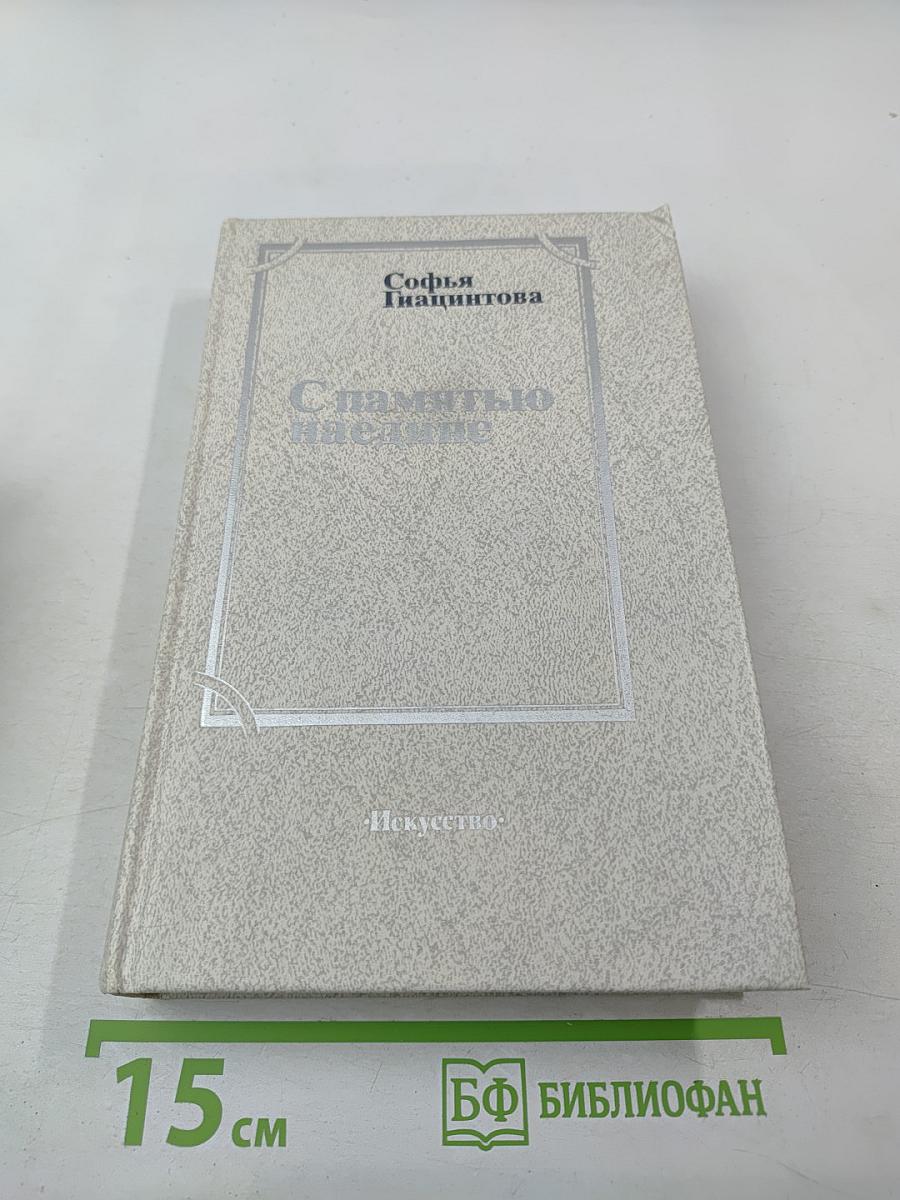 Софья
Гиацинтова
С памятью
наедине
·Искусство·
15 см
БФ БИБЛИОФАН